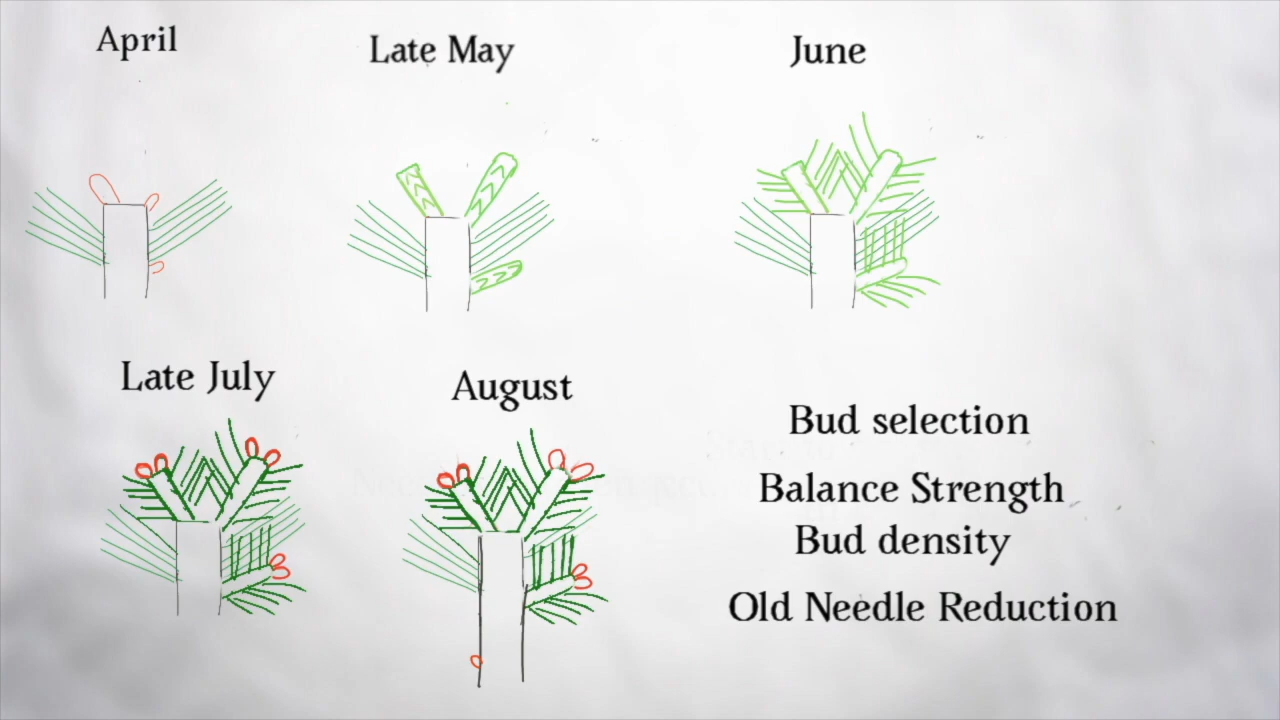 April
Late May
June
Late July
August
Bud selection
Balance Strength
Bud density
Old Needle Reduction